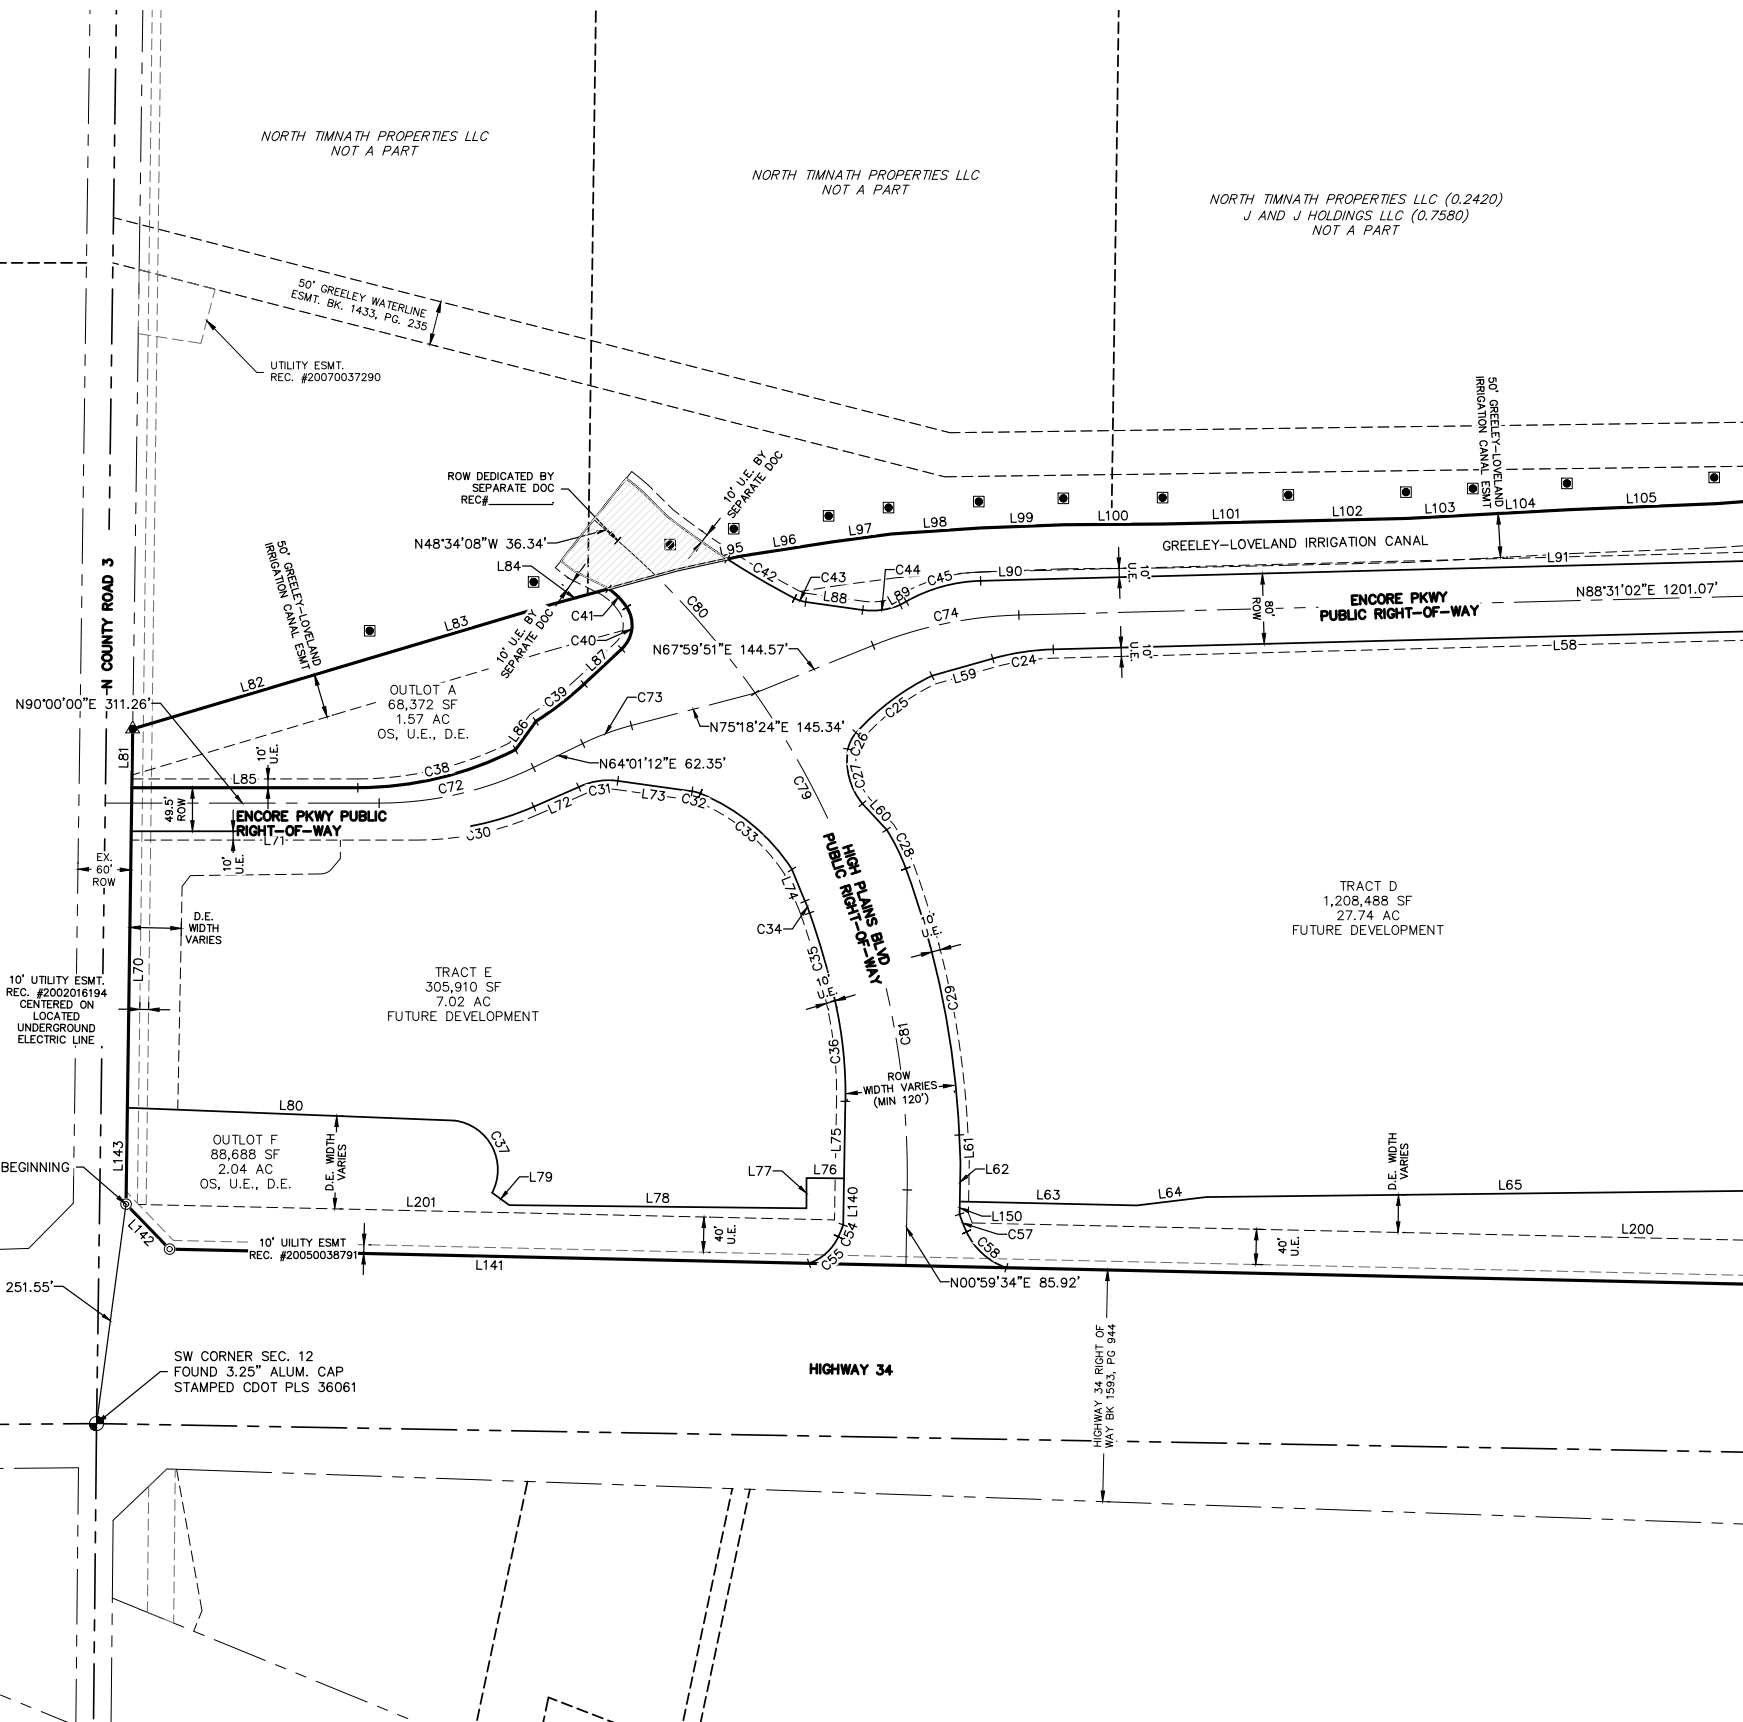 NORTH TIMNATH PROPERTIES LLC
NOT A PART
NORTH TIMNATH PROPERTIES LLC
NOT A PART
NORTH TIMNATH PROPERTIES LLC (0.2420)
J AND J HOLDINGS LLC (0.7580)
NOT A PART
50' GREELEY WATERLINE
ESMT. BK. 1433, PG. 235
UTILITY ESMT.
REC. #20070037290
50' GREELEY-LOVELAND
IRRIGATION CANAL ESMT
ROW DEDICATED BY
SEPARATE DOC
REC#
10' U.E. BY
SEPARATE DOC
N48°34'08"W 36.34'
L84
L95
L96
L97
L98
L99
L100
L101
L102
L103
L104
L105
GREELEY-LOVELAND IRRIGATION CANAL
L91
N COUNTY ROAD 3
50' GREELEY-LOVELAND
IRRIGATION CANAL ESMT
L83
L82
C41
C40
10' U.E. BY
SEPARATE DOC
C80
C42
C43
C44
L88
L89
C45
L90
10'
U.E.
C74
80'
ROW
ENCORE PKWY
PUBLIC RIGHT-OF-WAY
N88°31'02"E 1201.07'
10'
U.E.
L58
N67°59'51"E 144.57'
L87
C39
L86
C73
N75°18'24"E 145.34'
N64°01'12"E 62.35'
C24
L59
C25
C26
C27
L60
C28
N90°00'00"E 311.26'
OUTLOT A
68,372 SF
1.57 AC
OS, U.E., D.E.
L81
10'
U.E.
L85
C38
C72
49.5'
ROW
ENCORE PKWY PUBLIC
RIGHT-OF-WAY
L71
10'
U.E.
C30
L72
C31
L73
C32
C33
C79
HIGH PLAINS BLVD
PUBLIC RIGHT-OF-WAY
EX.
60'
ROW
D.E.
WIDTH
VARIES
L74
C34
C35
10'
U.E.
10'
U.E.
C29
C36
C81
TRACT D
1,208,488 SF
27.74 AC
FUTURE DEVELOPMENT
L70
10' UTILITY ESMT.
REC. #2002016194
CENTERED ON
LOCATED
UNDERGROUND
ELECTRIC LINE
TRACT E
305,910 SF
7.02 AC
FUTURE DEVELOPMENT
ROW
WIDTH VARIES
(MIN 120')
L80
L143
OUTLOT F
88,688 SF
2.04 AC
OS, U.E., D.E.
D.E. WIDTH
VARIES
C37
L79
L78
L77
L76
L75
L140
L61
L62
L63
L64
L65
D.E. WIDTH
VARIES
BEGINNING
L201
L150
C57
C58
L200
40'
U.E.
40'
U.E.
L142
10' UILITY ESMT
REC. #20050038791
L141
C54
C55
N00°59'34"E 85.92'
251.55'
SW CORNER SEC. 12
FOUND 3.25" ALUM. CAP
STAMPED CDOT PLS 36061
HIGHWAY 34
HIGHWAY 34 RIGHT OF
WAY BK 1593, PG 944